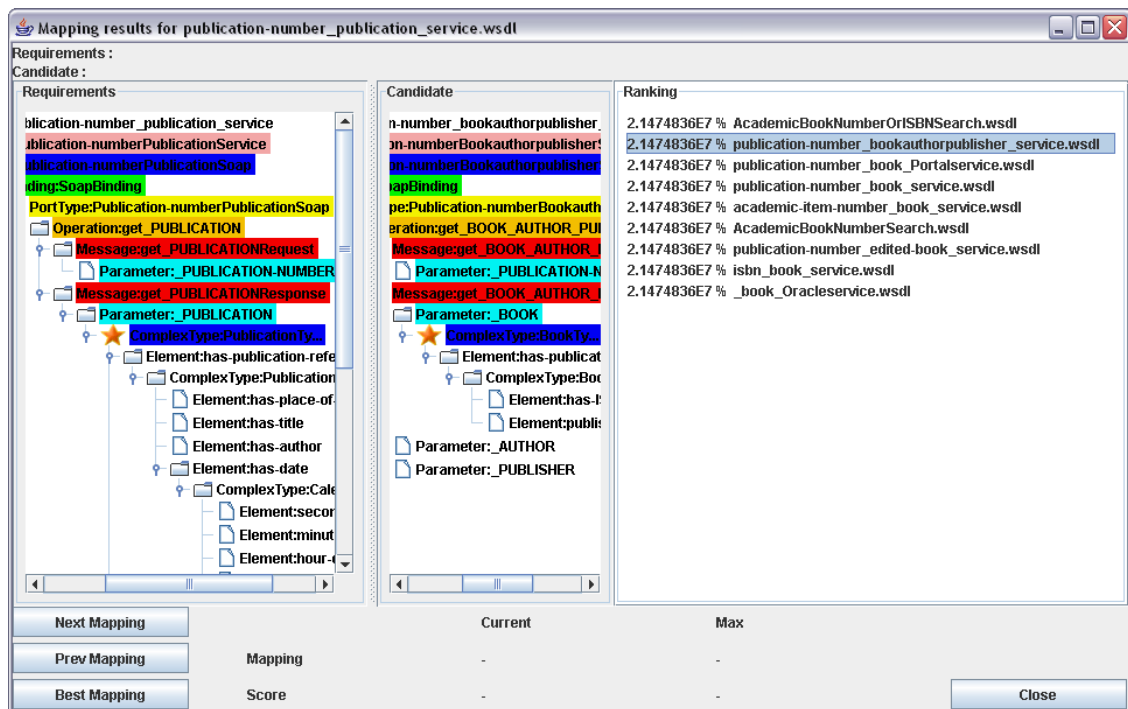 Mapping results for publication-number_publication_service.wsdl
Requirements :
Candidate :
Requirements
blication-number_publication_service
ublication-numberPublicationService
ublication-numberPublicationSoap
ding:SoapBinding
PortType:Publication-numberPublicationSoap
Operation:get_PUBLICATION
Message:get_PUBLICATIONRequest
Parameter:_PUBLICATION-NUMBER
Message:get_PUBLICATIONResponse
Parameter:_PUBLICATION
ComplexType:PublicationTy...
Element:has-publication-refe
ComplexType:Publication
Element:has-place-of-
Element:has-title
Element:has-author
Element:has-date
ComplexType:Cale
Element:secon
Element:minut
Element:hour-
Candidate
n-number_bookauthorpublisher_
on-numberBookauthorpublisherS
on-numberBookauthorpublisher
oapBinding
pe:Publication-numberBookauth
eration:get_BOOK_AUTHOR_PU
Message:get_BOOK_AUTHOR_
Parameter:_PUBLICATION-N
Message:get_BOOK_AUTHOR_
Parameter:_BOOK
ComplexType:BookTy...
Element:has-publicat
ComplexType:Boo
Element:has-IS
Element:publis
Parameter:_AUTHOR
Parameter:_PUBLISHER
Ranking
2.1474836E7 % AcademicBookNumberOrISBNSearch.wsdl
2.1474836E7 % publication-number_bookauthorpublisher_service.wsdl
2.1474836E7 % publication-number_book_Portalservice.wsdl
2.1474836E7 % publication-number_book_service.wsdl
2.1474836E7 % academic-item-number_book_service.wsdl
2.1474836E7 % AcademicBookNumberSearch.wsdl
2.1474836E7 % publication-number_edited-book_service.wsdl
2.1474836E7 % isbn_book_service.wsdl
2.1474836E7 % _book_Oracleservice.wsdl
Next Mapping Current Max
Prev Mapping Mapping - -
Best Mapping Score - - Close